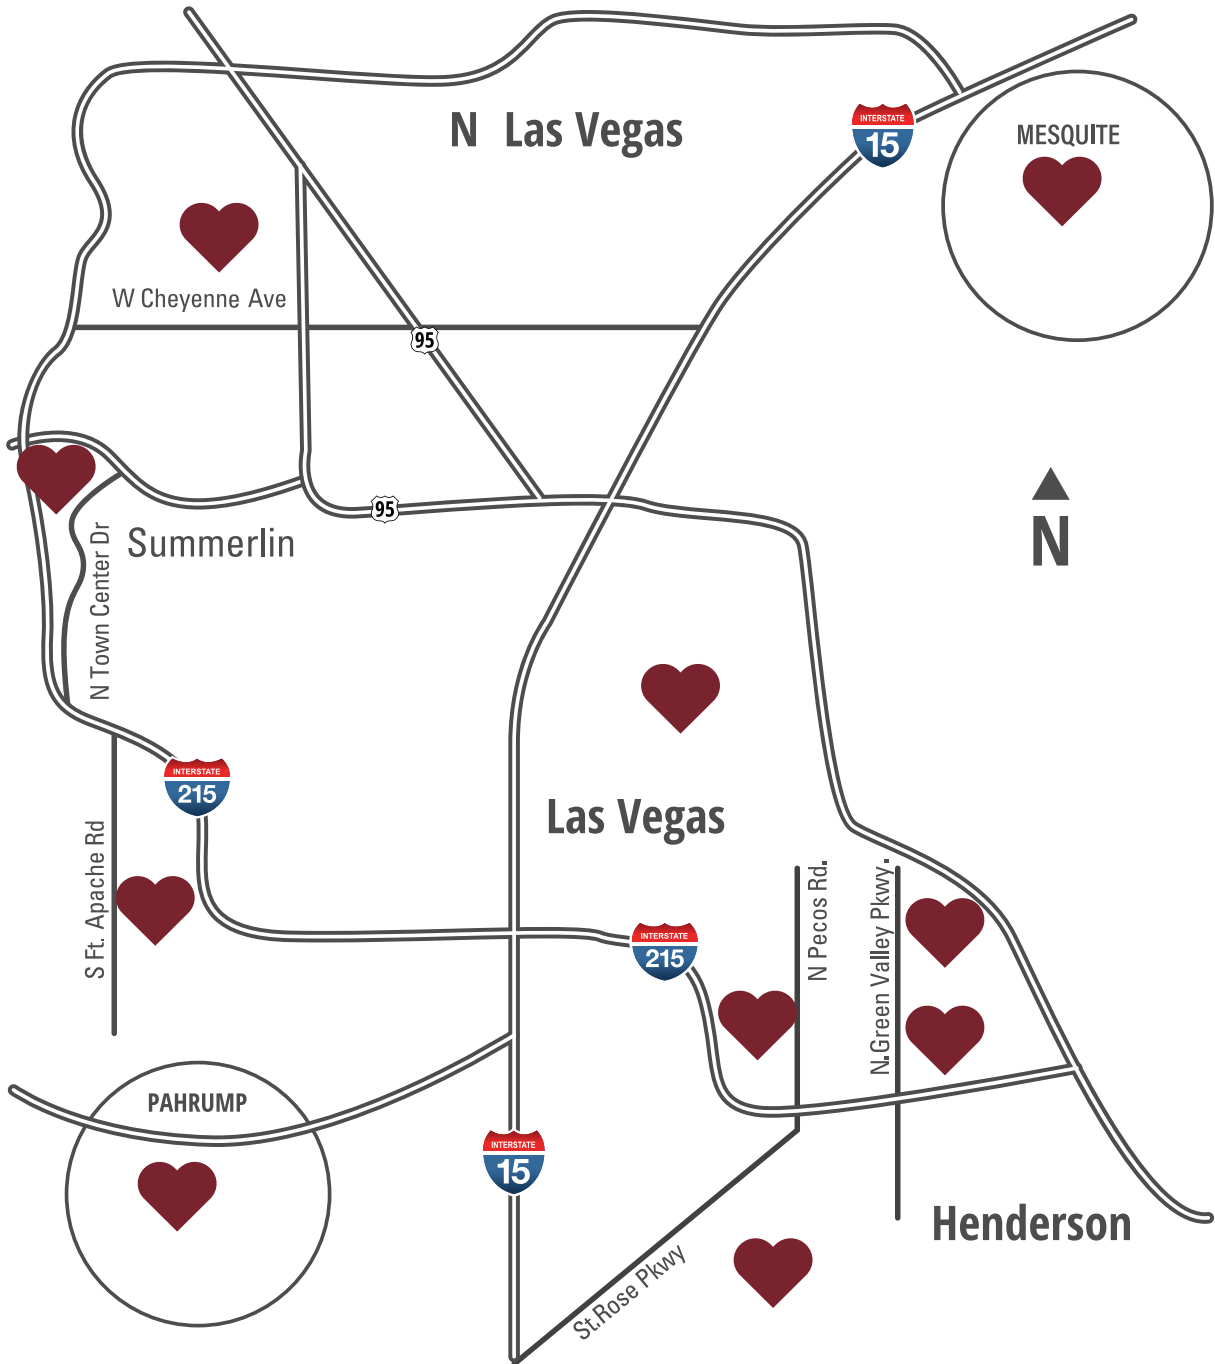 N Las Vegas
INTERSTATE
15
MESQUITE
W Cheyenne Ave
95
95
N
Summerlin
N Town Center Dr
INTERSTATE
215
Las Vegas
S Ft. Apache Rd
N Pecos Rd.
N.Green Valley Pkwy.
INTERSTATE
215
PAHRUMP
INTERSTATE
15
Henderson
St.Rose Pkwy